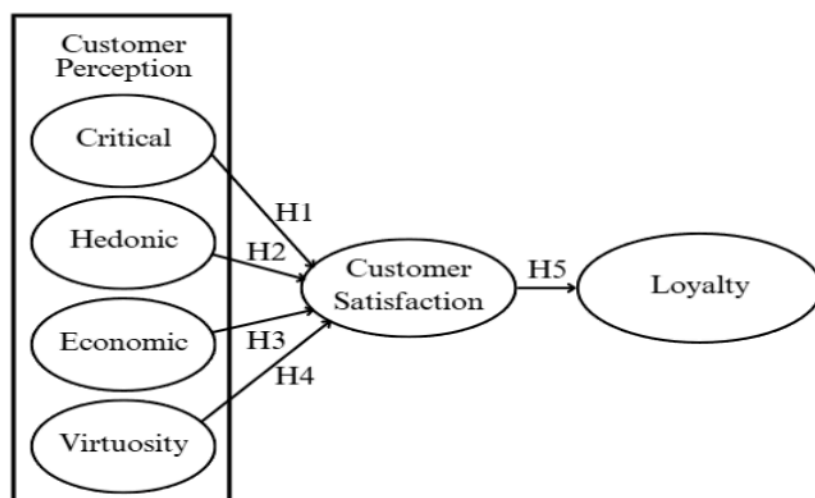 Customer
Perception
Critical
Hedonic
Economic
Virtuosity
H1
H2
H3
H4
Customer
Satisfaction
H5
Loyalty